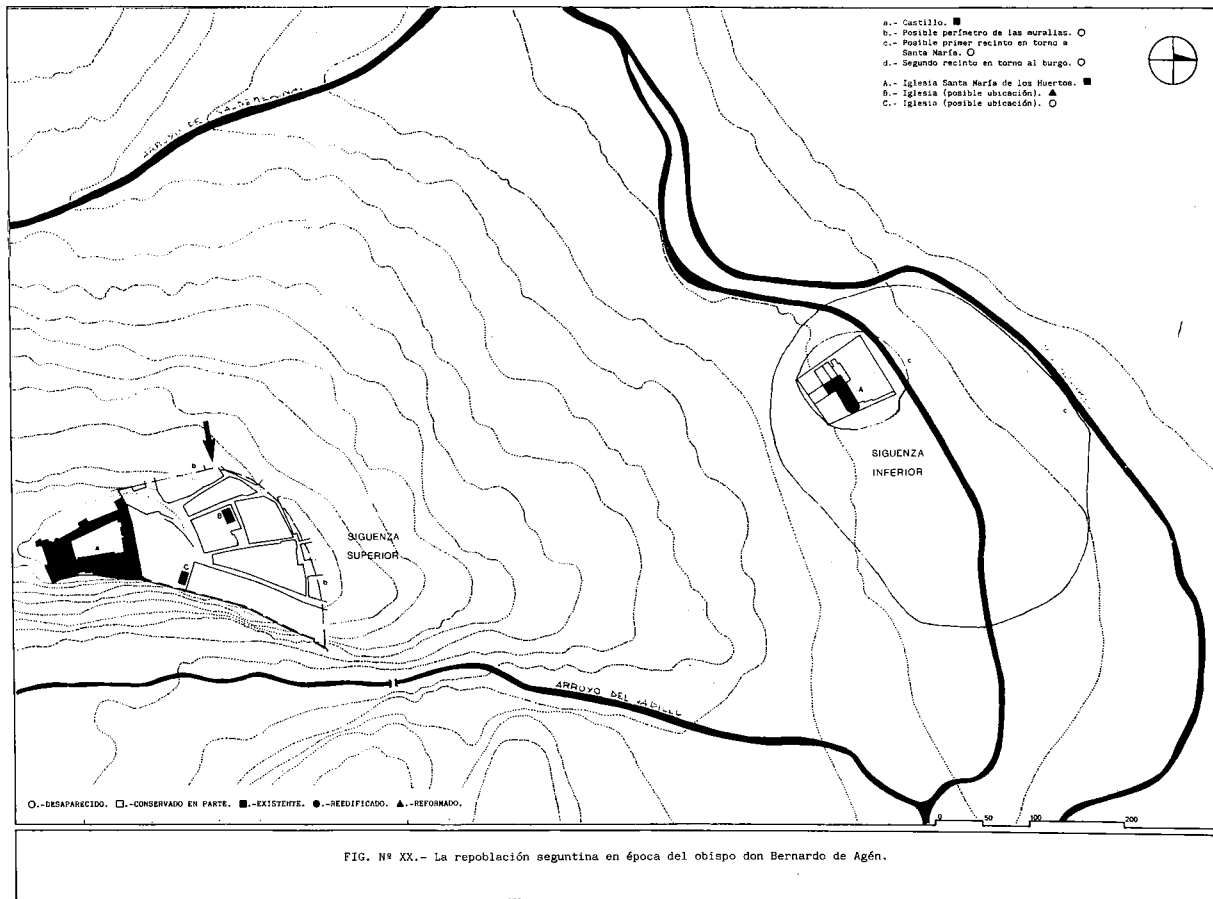 a.- Castillo. ■
b.- Posible perímetro de las murallas. ○
c.- Posible primer recinto en torno a
Santa María. ○
d.- Segundo recinto en torno al burgo. ○
A.- Iglesia Santa María de los Huertos. ■
B.- Iglesia (posible ubicación). ▲
C.- Iglesia (posible ubicación). ○
ARROYO DE
A
c
c
SIGUENZA
INFERIOR
b
B
a
C
b
SIGUENZA
SUPERIOR
ARROYO DEL
○.-DESAPARECIDO. □.-CONSERVADO EN PARTE. ■.-EXISTENTE. ●.-REEDIFICADO. ▲.-REFORMADO.
0 50 100 200
FIG. Nº XX.- La repoblación seguntina en época del obispo don Bernardo de Agén.